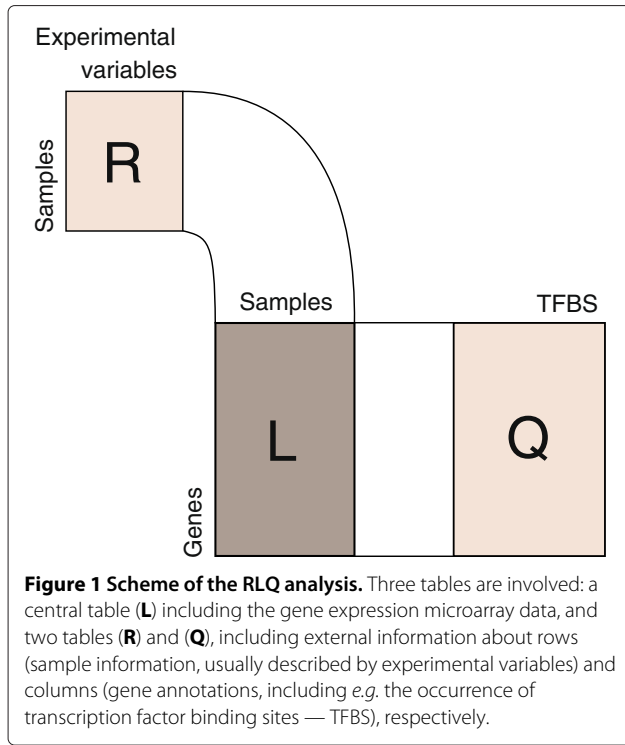 Experimental
variables
Samples
R
Samples
TFBS
Genes
L
Q
Figure 1 Scheme of the RLQ analysis. Three tables are involved: a
central table (L) including the gene expression microarray data, and
two tables (R) and (Q), including external information about rows
(sample information, usually described by experimental variables) and
columns (gene annotations, including e.g. the occurrence of
transcription factor binding sites — TFBS), respectively.